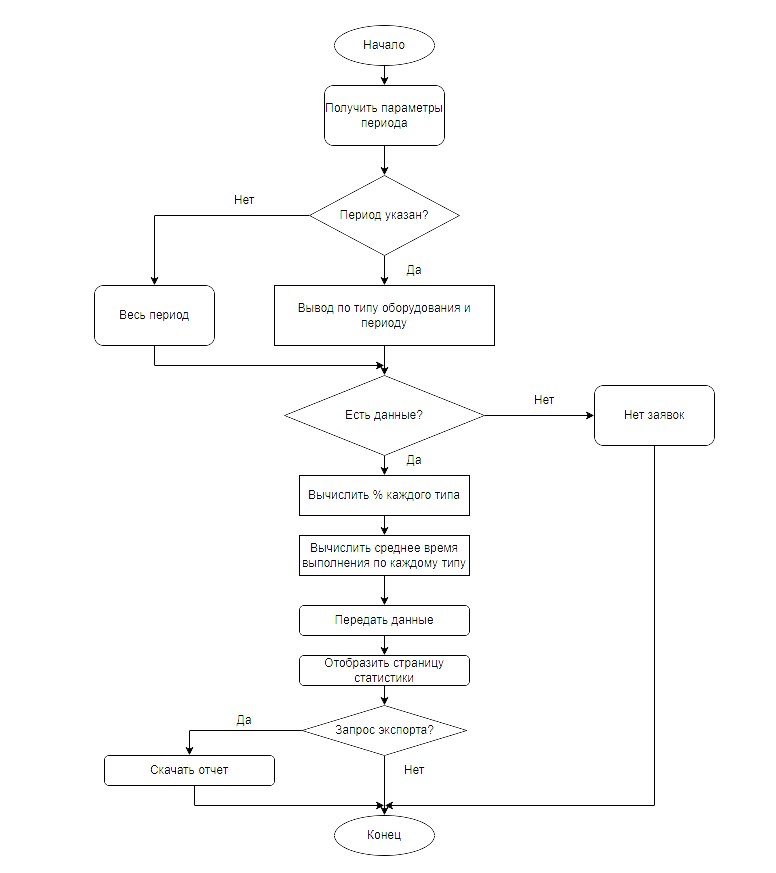 Начало
Получить параметры
периода
Период указан?
Нет
Да
Весь период
Вывод по типу оборудования и
периоду
Есть данные?
Нет
Нет заявок
Да
Вычислить % каждого типа
Вычислить среднее время
выполнения по каждому типу
Передать данные
Отобразить страницу
статистики
Запрос экспорта?
Да
Нет
Скачать отчет
Конец